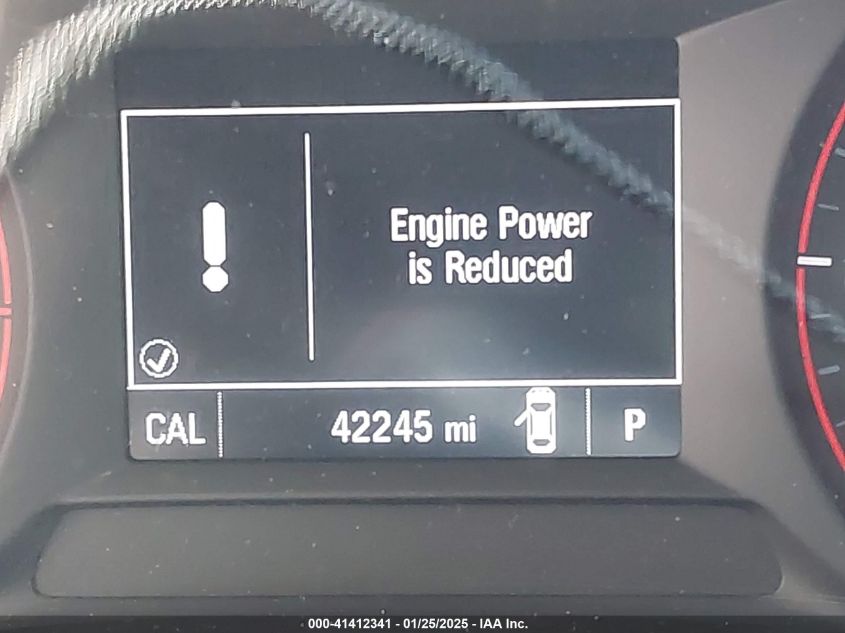 Engine Power
is Reduced
CAL 42245 mi P
000-41412341 - 01/25/2025 - IAA Inc.